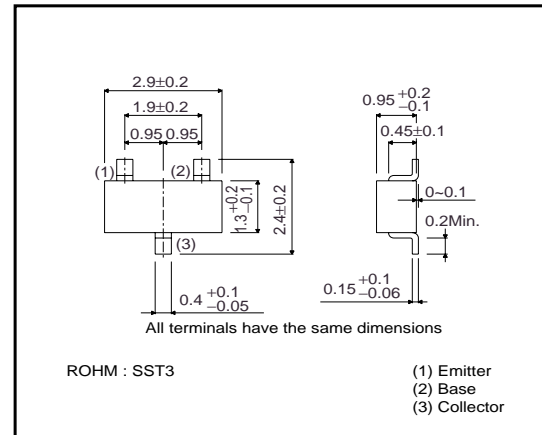 2.9±0.2
1.9±0.2
0.95 0.95
(1)
(2)
(3)
1.3 +0.2 −0.1
2.4±0.2
0.4 +0.1 −0.05
0.95 +0.2 −0.1
0.45±0.1
0~0.1
0.2Min.
0.15 +0.1 −0.06
All terminals have the same dimensions
ROHM : SST3
(1) Emitter
(2) Base
(3) Collector